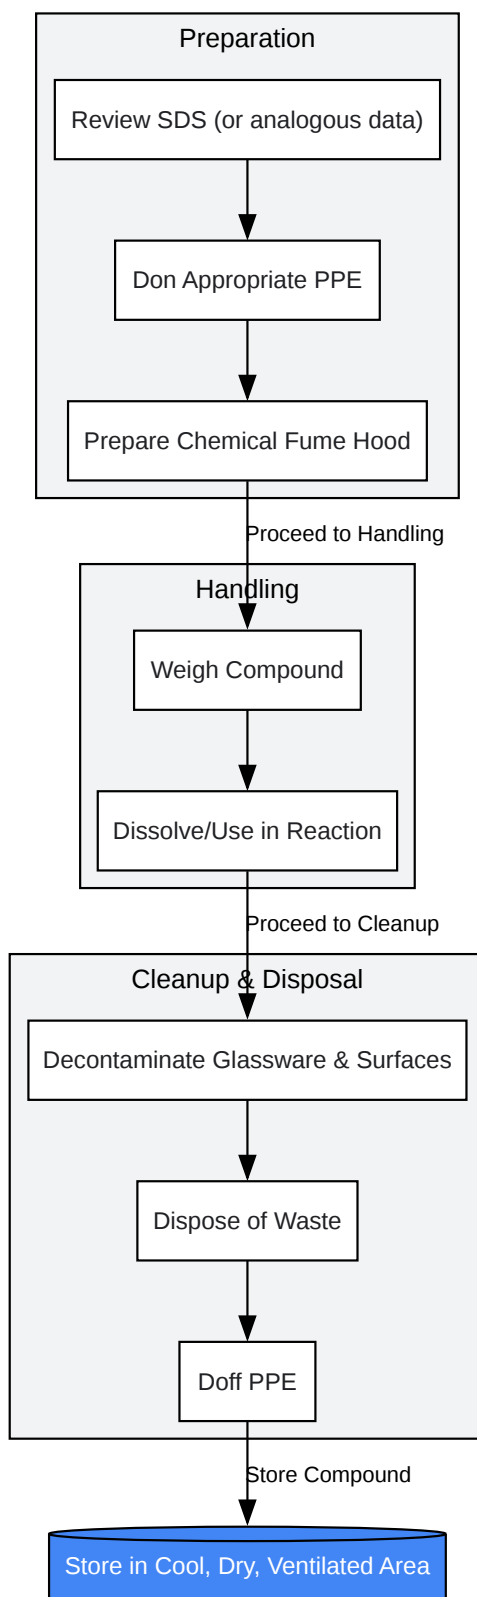 Preparation
Review SDS (or analogous data)
Don Appropriate PPE
Prepare Chemical Fume Hood
Proceed to Handling
Handling
Weigh Compound
Dissolve/Use in Reaction
Proceed to Cleanup
Cleanup & Disposal
Decontaminate Glassware & Surfaces
Dispose of Waste
Doff PPE
Store Compound
Store in Cool, Dry, Ventilated Area